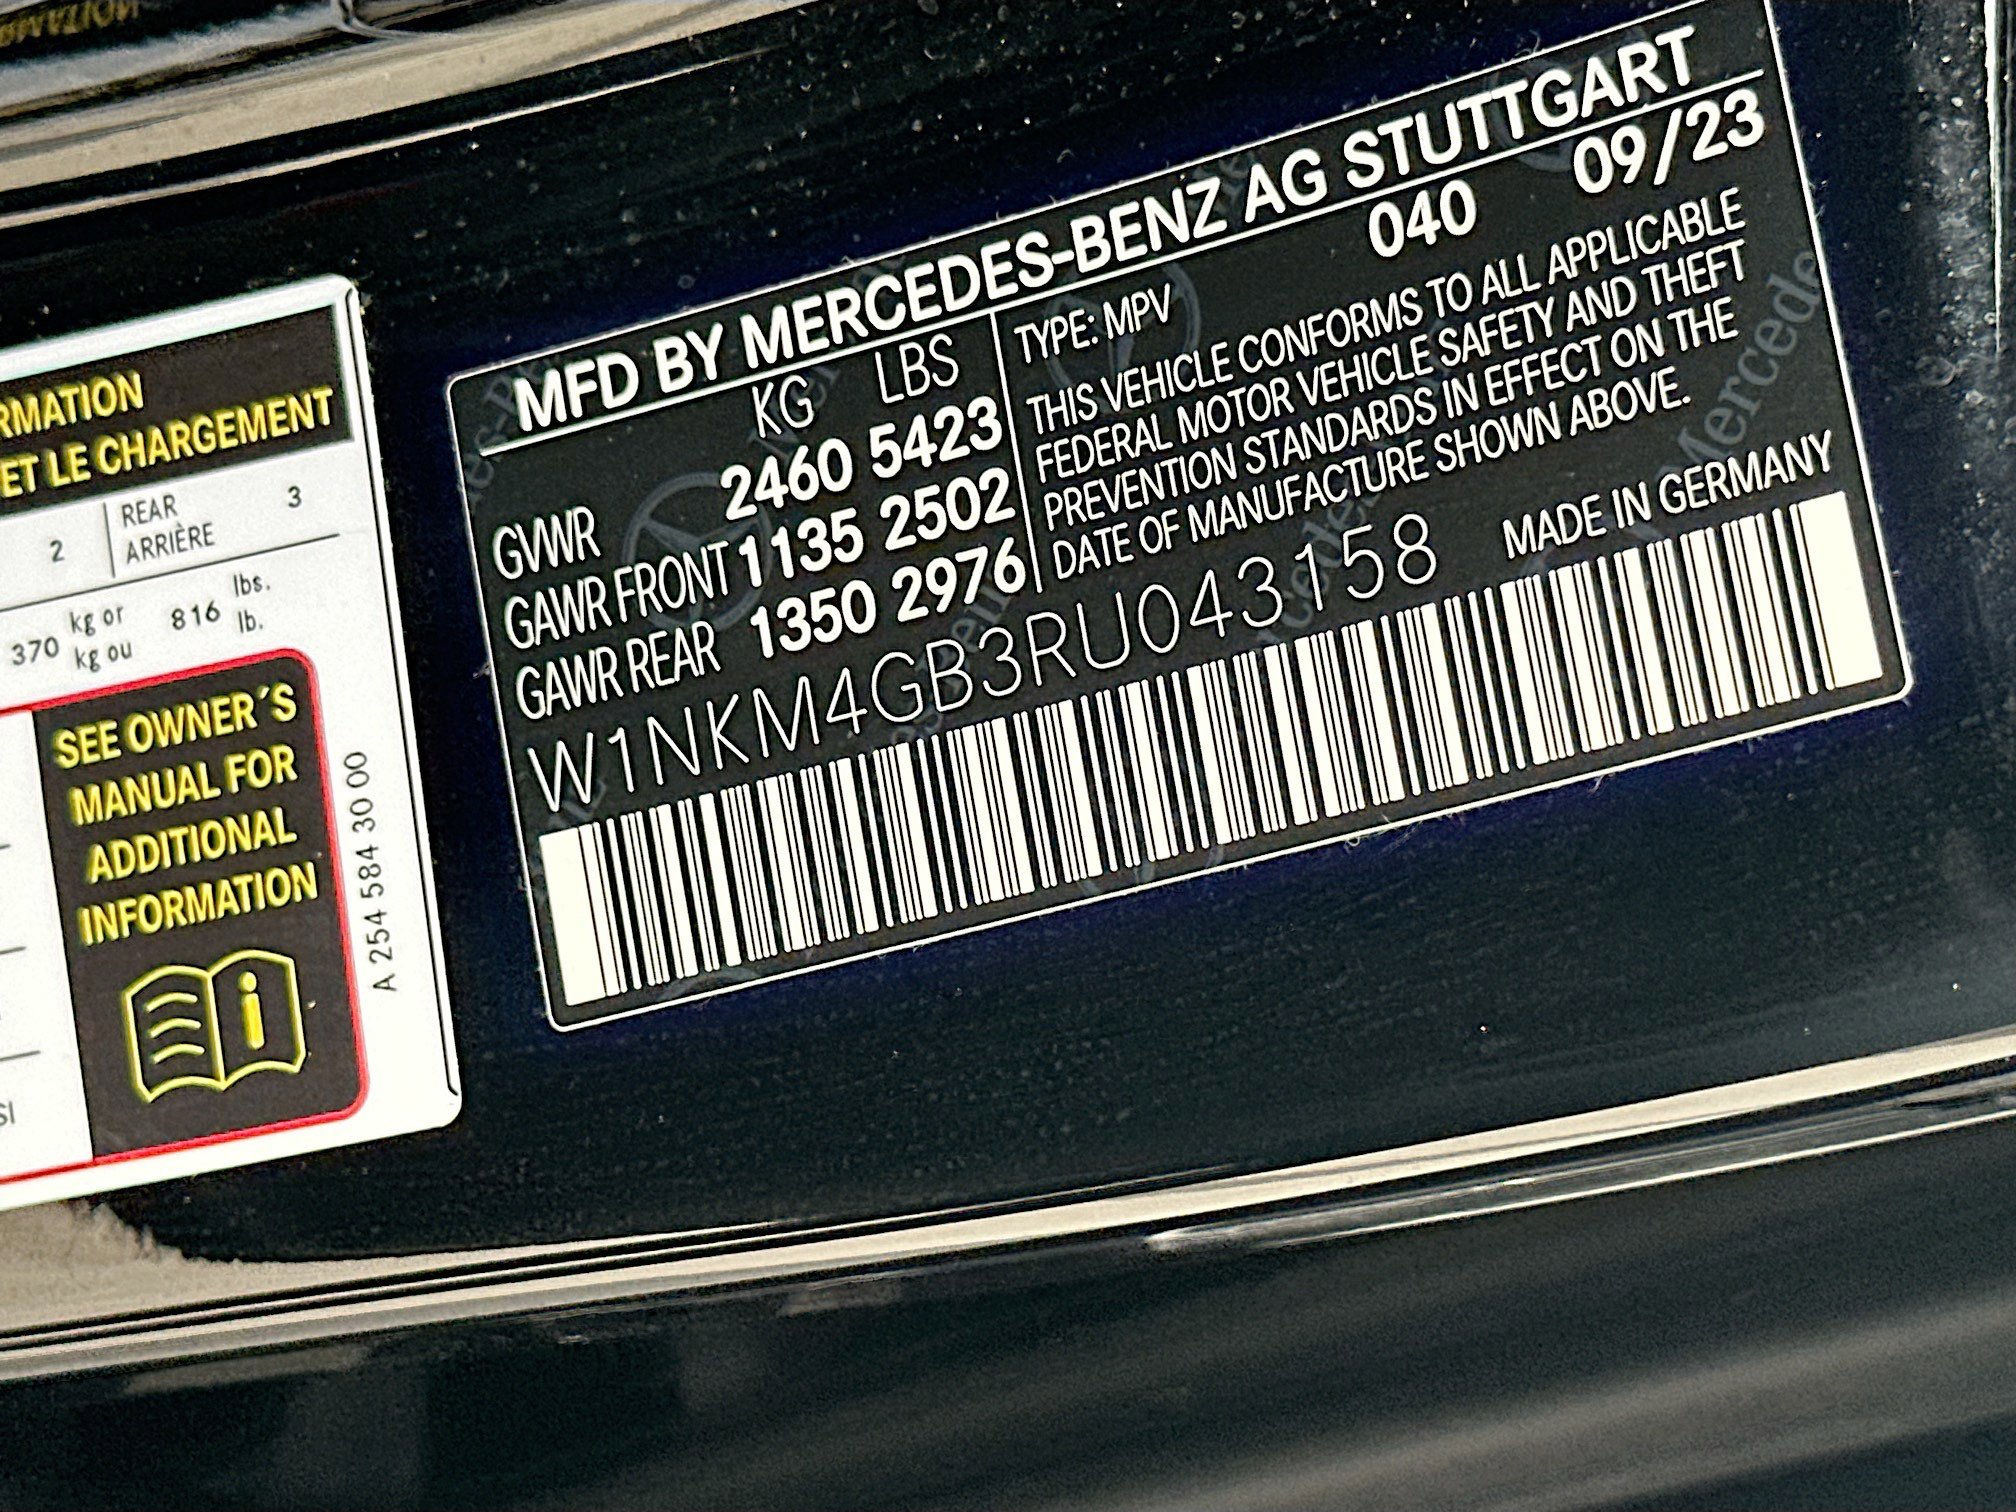 RMATION
ET LE CHARGEMENT
2 REAR 3
ARRIÈRE
370 kg or 816 lbs.
kg ou lb.
SEE OWNER´S
MANUAL FOR
ADDITIONAL
INFORMATION
i
SI
A 254 584 30 00
MFD BY MERCEDES-BENZ AG STUTTGART
KG LBS
GVWR 2460 5423
GAWR FRONT 1135 2502
GAWR REAR 1350 2976
TYPE: MPV 040 09/23
THIS VEHICLE CONFORMS TO ALL APPLICABLE
FEDERAL MOTOR VEHICLE SAFETY AND THEFT
PREVENTION STANDARDS IN EFFECT ON THE
DATE OF MANUFACTURE SHOWN ABOVE.
W1NKM4GB3RU043158 MADE IN GERMANY
Mercede